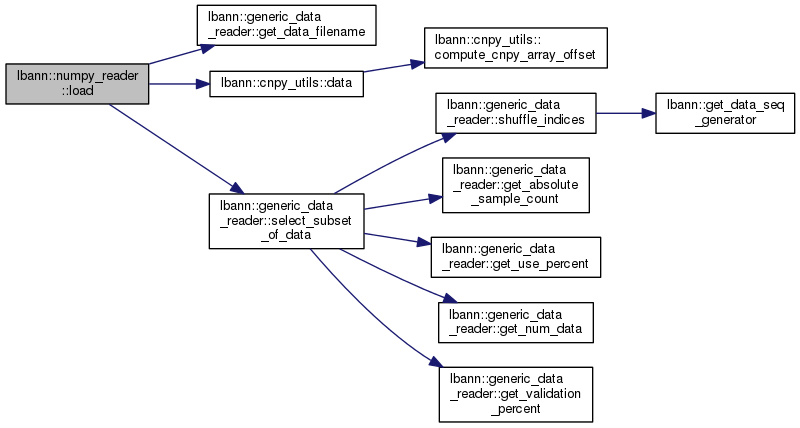 lbann::numpy_reader
::load
lbann::generic_data
_reader::get_data_filename
lbann::cnpy_utils::data
lbann::generic_data
_reader::select_subset
_of_data
lbann::cnpy_utils::
compute_cnpy_array_offset
lbann::generic_data
_reader::shuffle_indices
lbann::generic_data
_reader::get_absolute
_sample_count
lbann::generic_data
_reader::get_use_percent
lbann::generic_data
_reader::get_num_data
lbann::generic_data
_reader::get_validation
_percent
lbann::get_data_seq
_generator